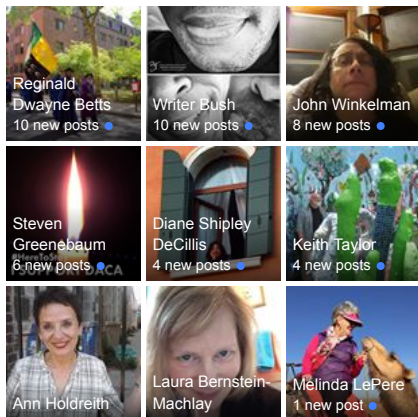 Reginald
Dwayne Betts
10 new posts
Writer Bush
10 new posts
John Winkelman
8 new posts
Steven
Greenebaum
6 new posts
Diane Shipley
DeCillis
4 new posts
Keith Taylor
4 new posts
Ann Holdreith
Laura Bernstein-
Machlay
Melinda LePere
1 new post